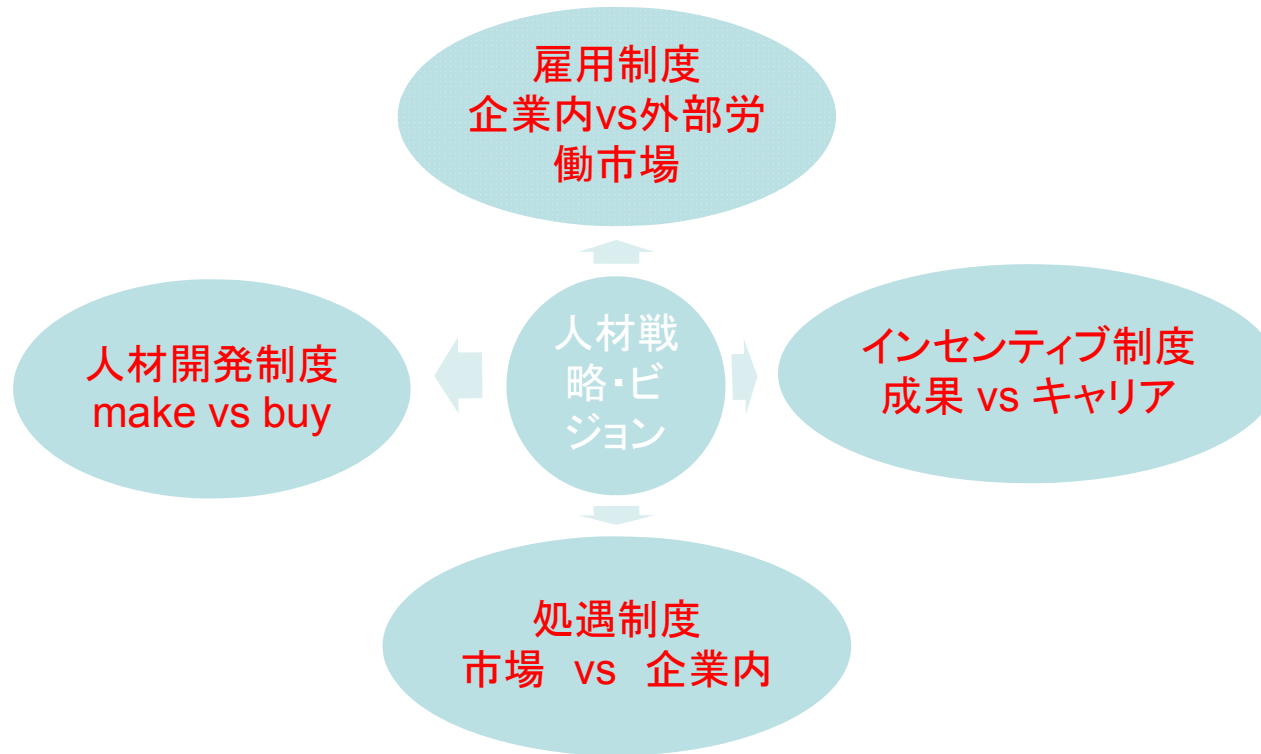 雇用制度
企業内vs外部労
働市場
人材開発制度
make vs buy
人材戦
略・ビ
ジョン
インセンティブ制度
成果 vs キャリア
処遇制度
市場　vs　企業内